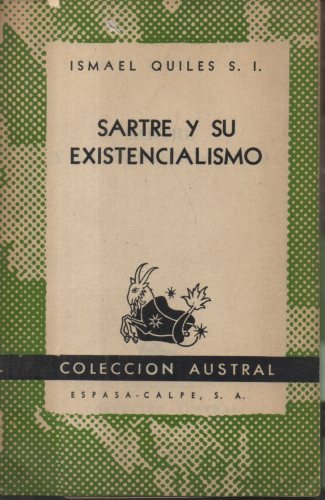 ISMAEL QUILES S. I.
SARTRE Y SU
EXISTENCIALISMO
COLECCION AUSTRAL
ESPASA-CALPE, S. A.